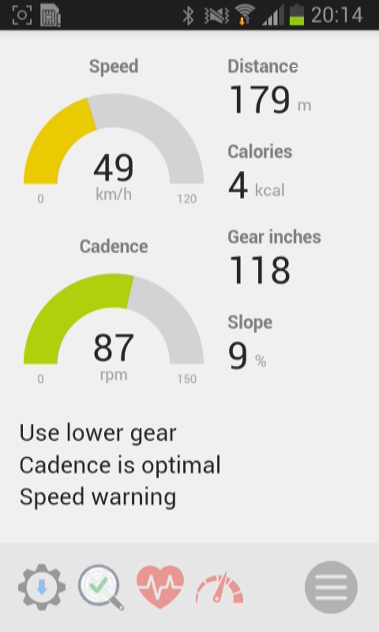 20:14
Speed
49
km/h
0
120
Distance
179 m
Calories
4 kcal
Cadence
87
rpm
0
150
Gear inches
118
Slope
9 %
Use lower gear
Cadence is optimal
Speed warning